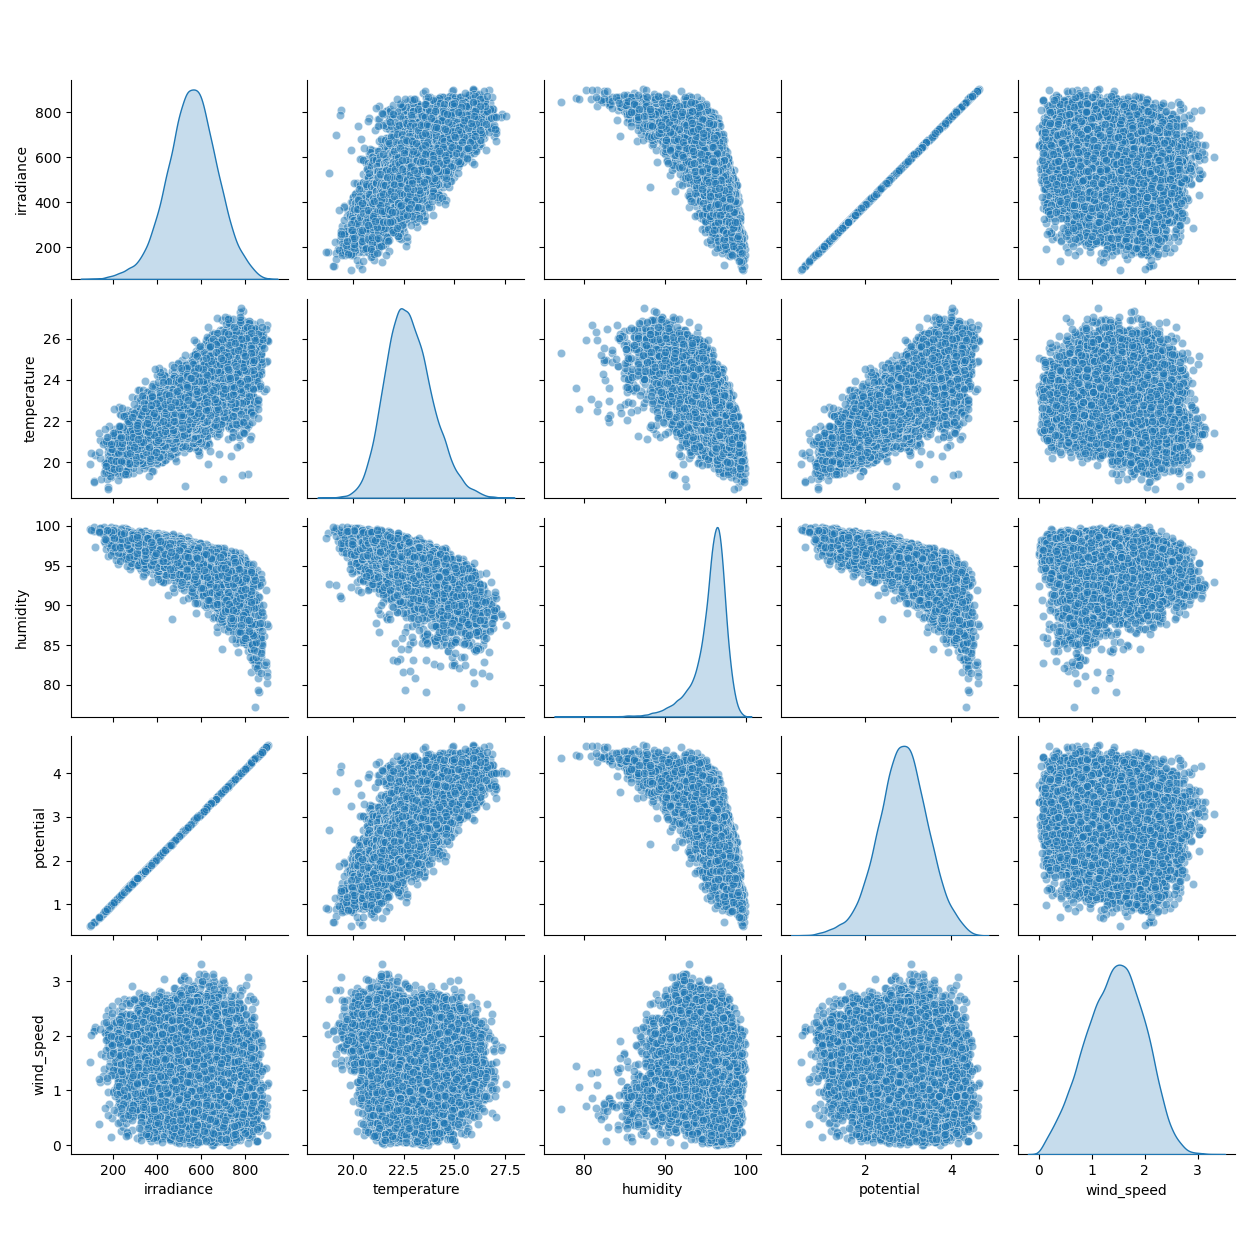 irradiance
800
600
400
200
temperature
26
24
22
20
humidity
100
95
90
85
80
potential
4
3
2
1
wind_speed
3
2
1
0
200 400 600 800
20.0 22.5 25.0 27.5
80 90 100
2 4
0 1 2 3
irradiance temperature humidity potential wind_speed